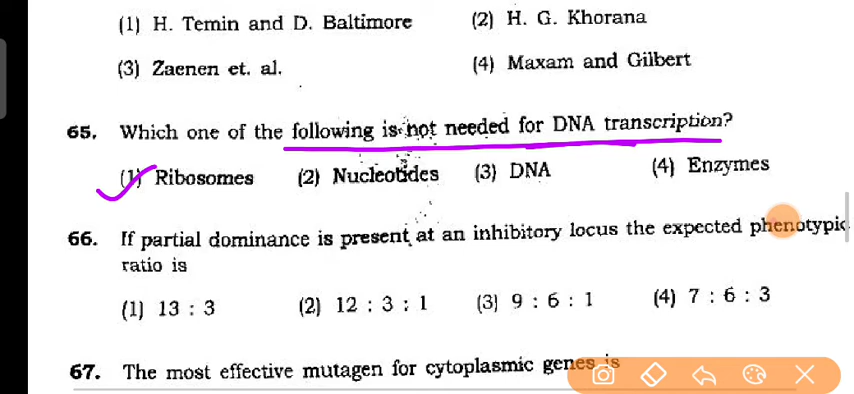 (1) H. Temin and D. Baltimore (2) H. G. Khorana
(3) Zaenen et. al. (4) Maxam and Gilbert
65. Which one of the following is not needed for DNA transcription?
(1) Ribosomes (2) Nucleotides (3) DNA (4) Enzymes
66. If partial dominance is present at an inhibitory locus the expected phenotypic
ratio is
(1) 13 : 3 (2) 12 : 3 : 1 (3) 9 : 6 : 1 (4) 7 : 6 : 3
67. The most effective mutagen for cytoplasmic genes is